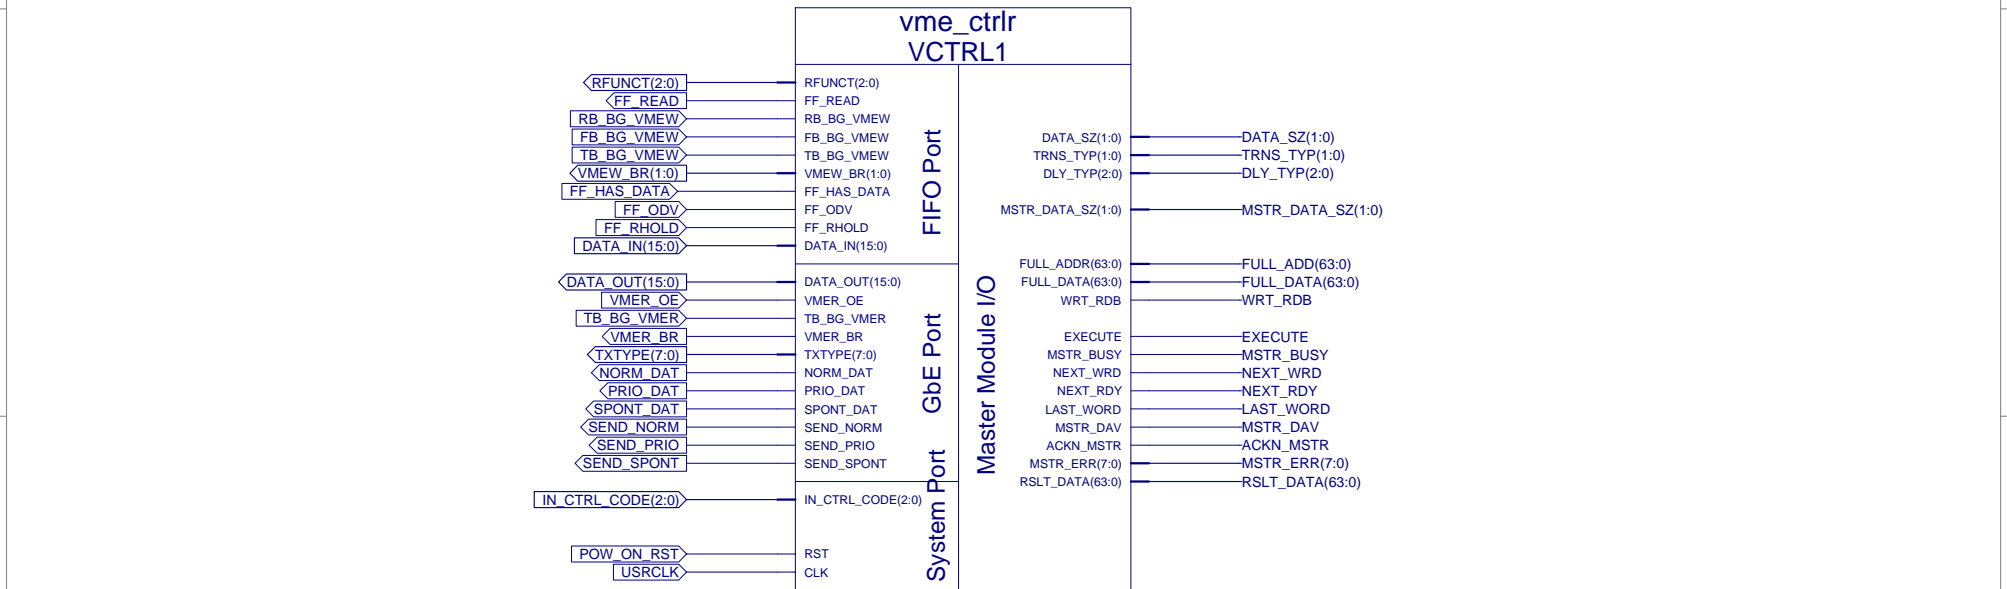 vme_ctrlr
VCTRL1
RFUNCT(2:0) RFUNCT(2:0)
FF_READ FF_READ
RB_BG_VMEW RB_BG_VMEW
FB_BG_VMEW FB_BG_VMEW DATA_SZ(1:0) DATA_SZ(1:0)
TB_BG_VMEW TB_BG_VMEW TRNS_TYP(1:0) TRNS_TYP(1:0)
VMEW_BR(1:0) VMEW_BR(1:0) DLY_TYP(2:0) DLY_TYP(2:0)
FF_HAS_DATA FF_HAS_DATA
FF_ODV FF_ODV MSTR_DATA_SZ(1:0) MSTR_DATA_SZ(1:0)
FF_RHOLD FF_RHOLD
DATA_IN(15:0) DATA_IN(15:0)
FIFO Port
FULL_ADDR(63:0) FULL_ADD(63:0)
DATA_OUT(15:0) DATA_OUT(15:0) FULL_DATA(63:0) FULL_DATA(63:0)
VMER_OE VMER_OE WRT_RDB WRT_RDB
TB_BG_VMER TB_BG_VMER
VMER_BR VMER_BR EXECUTE EXECUTE
TXTYPE(7:0) TXTYPE(7:0) MSTR_BUSY MSTR_BUSY
NORM_DAT NORM_DAT NEXT_WRD NEXT_WRD
PRIO_DAT PRIO_DAT NEXT_RDY NEXT_RDY
SPONT_DAT SPONT_DAT LAST_WORD LAST_WORD
SEND_NORM SEND_NORM MSTR_DAV MSTR_DAV
SEND_PRIO SEND_PRIO ACKN_MSTR ACKN_MSTR
SEND_SPONT SEND_SPONT MSTR_ERR(7:0) MSTR_ERR(7:0)
RSLT_DATA(63:0) RSLT_DATA(63:0)
GbE Port
Master Module I/O
IN_CTRL_CODE(2:0) IN_CTRL_CODE(2:0)
POW_ON_RST RST
USRCLK CLK
System Port